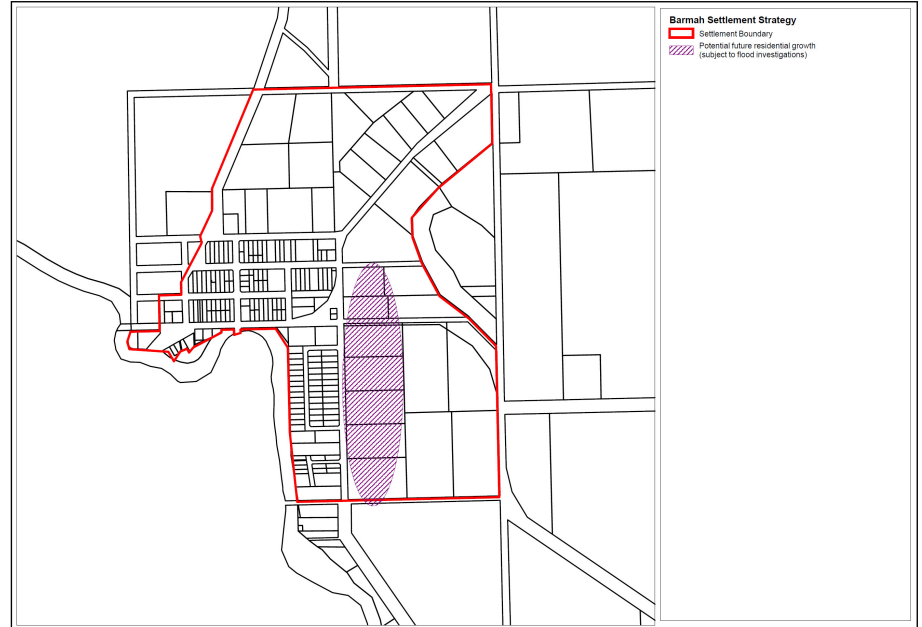 Barmah Settlement Strategy
Settlement Boundary
Potential future residential growth
(subject to flood investigations)